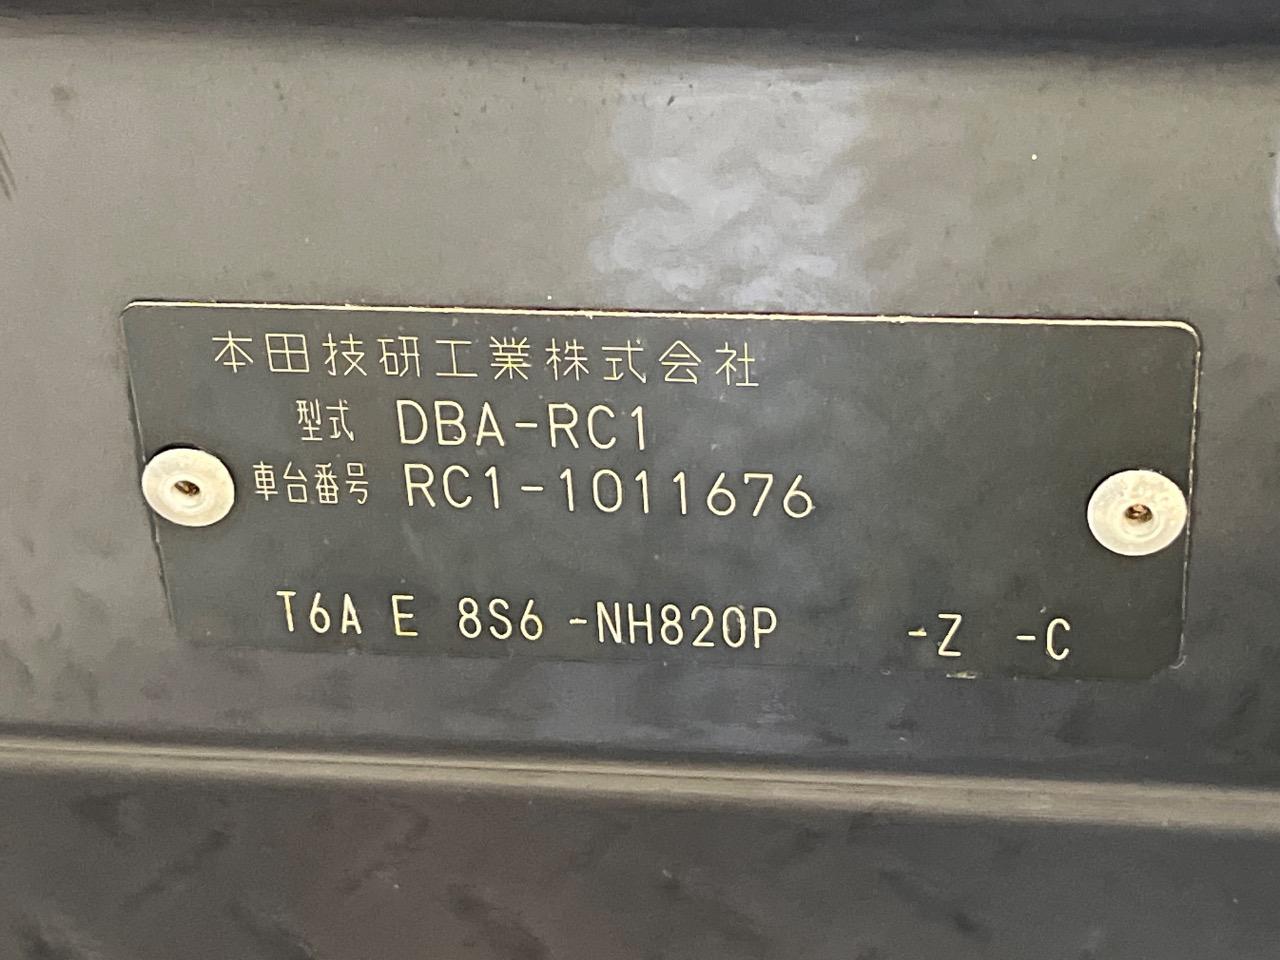 本田技研工業株式会社
型式 DBA-RC1
車台番号 RC1-1011676
T6A E 8S6 -NH820P -Z -C